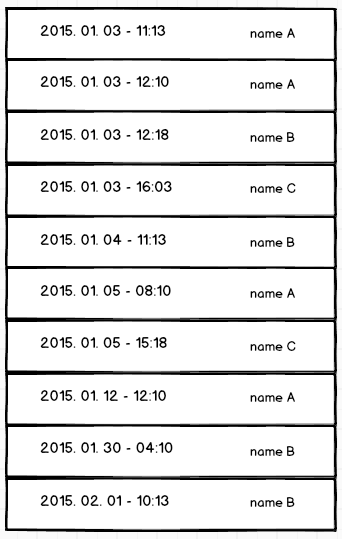 2015. 01. 03 - 11:13 name A
2015. 01. 03 - 12:10 name A
2015. 01. 03 - 12:18 name B
2015. 01. 03 - 16:03 name C
2015. 01. 04 - 11:13 name B
2015. 01. 05 - 08:10 name A
2015. 01. 05 - 15:18 name C
2015. 01. 12 - 12:10 name A
2015. 01. 30 - 04:10 name B
2015. 02. 01 - 10:13 name B